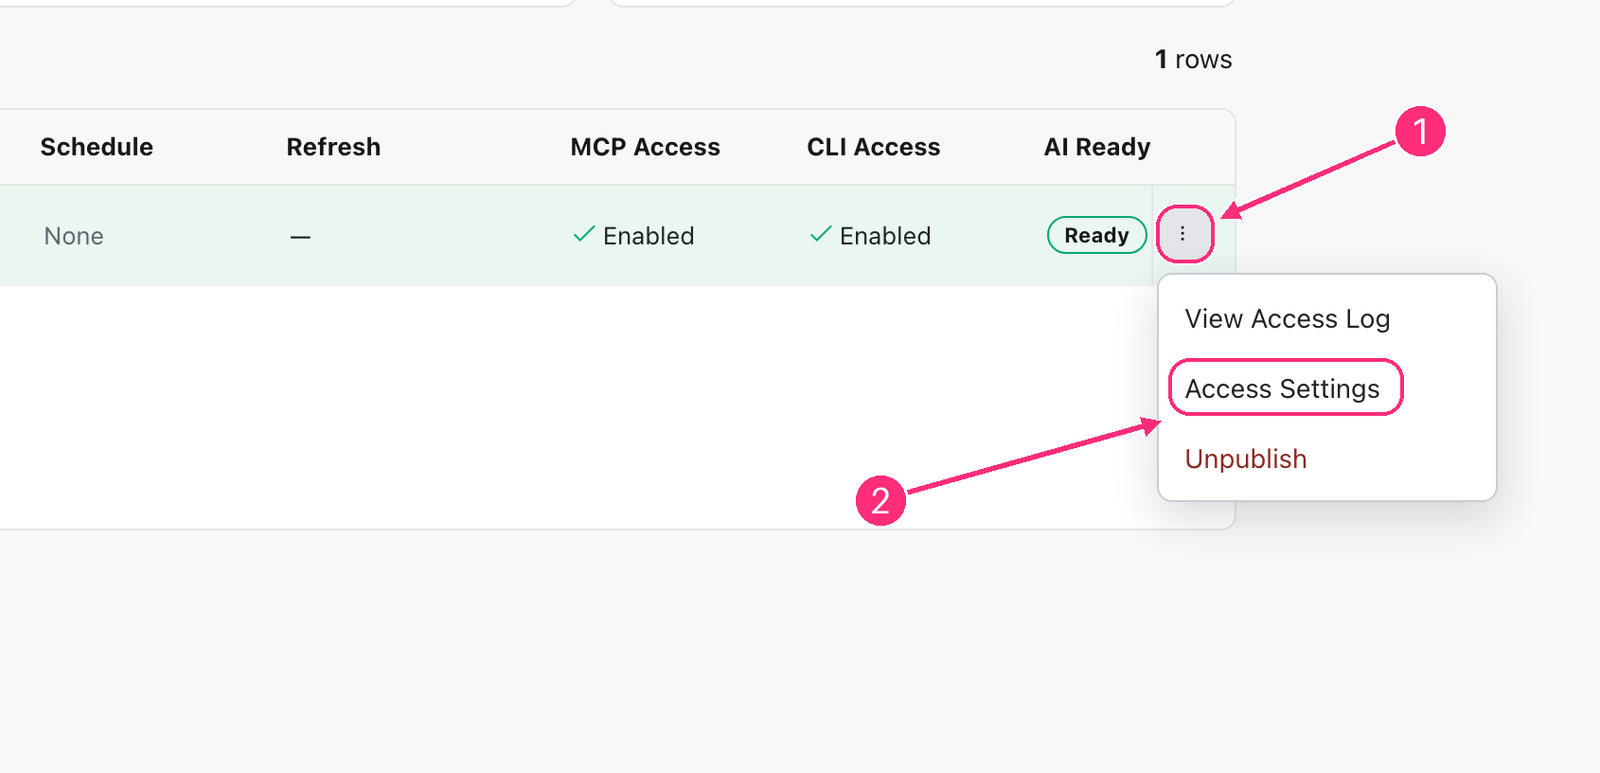 1 rows
Schedule Refresh MCP Access CLI Access AI Ready
1
None — Enabled Enabled Ready
View Access Log
Access Settings
Unpublish
2